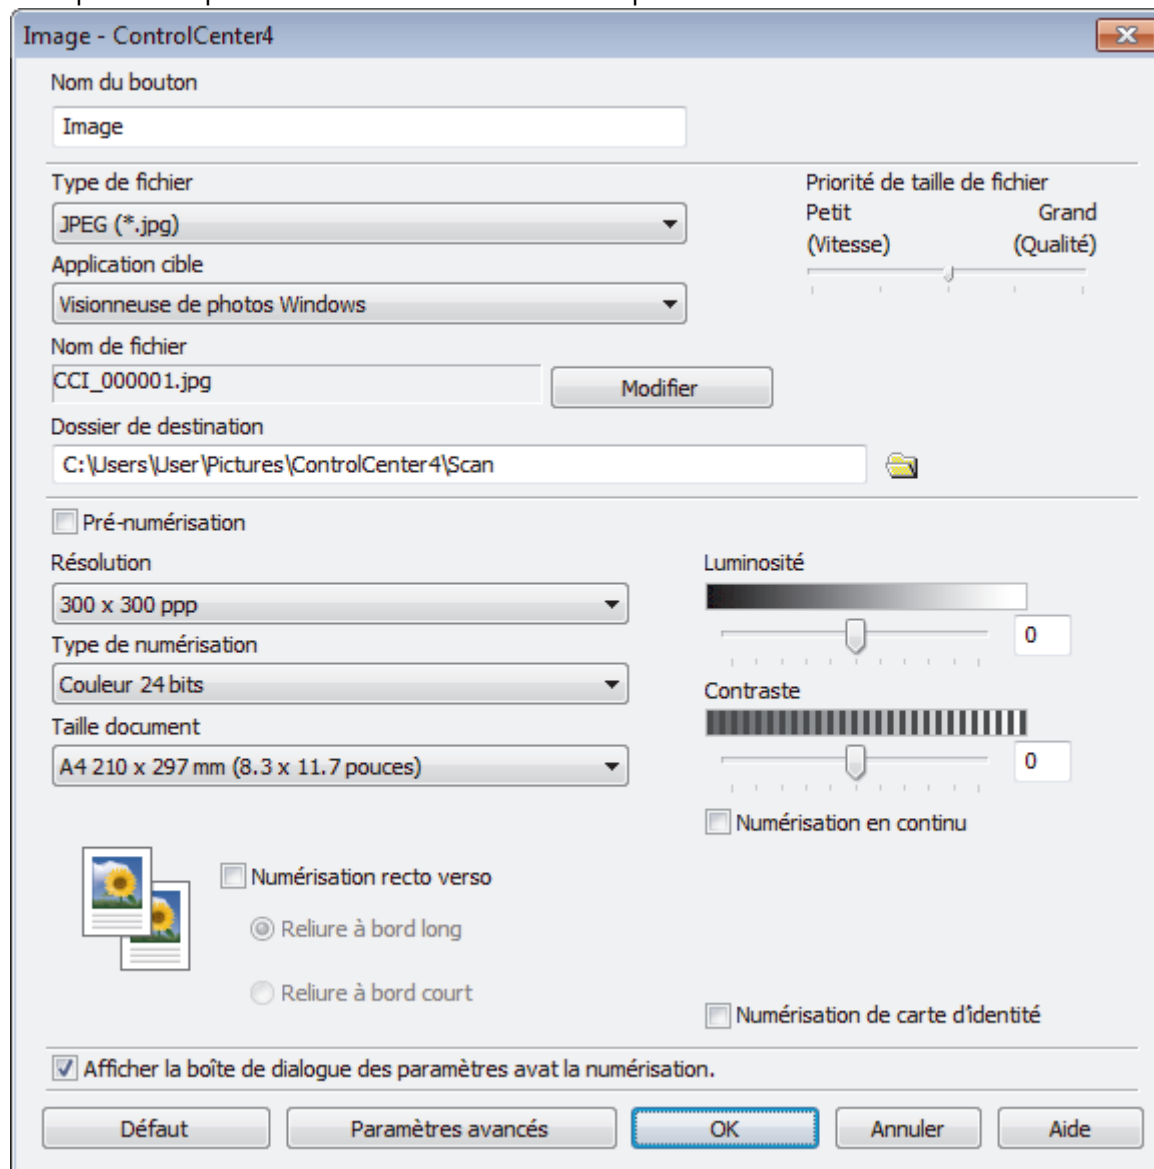 Image - ControlCenter4
Nom du bouton
Image
Type de fichier
JPEG (*.jpg)
Priorité de taille de fichier
Petit Grand
(Vitesse) (Qualité)
Application cible
Visionneuse de photos Windows
Nom de fichier
CCI_000001.jpg
Modifier
Dossier de destination
C:\Users\User\Pictures\ControlCenter4\Scan
Pré-numérisation
Résolution
300 x 300 ppp
Type de numérisation
Couleur 24 bits
Taille document
A4 210 x 297 mm (8.3 x 11.7 pouces)
Luminosité
0
Contraste
0
Numérisation en continu
Numérisation recto verso
Reliure à bord long
Reliure à bord court
Numérisation de carte d'identité
Afficher la boîte de dialogue des paramètres avat la numérisation.
Défaut Paramètres avancés OK Annuler Aide